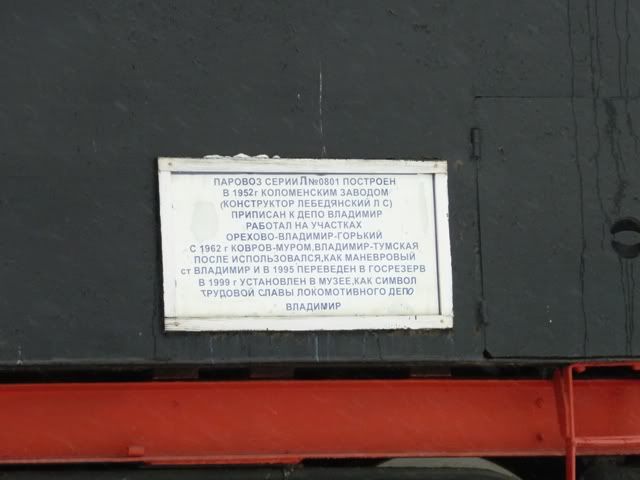 ПАРОВОЗ СЕРИИ Л№0801 ПОСТРОЕН
В 1952г КОЛОМЕНСКИМ ЗАВОДОМ
(КОНСТРУКТОР ЛЕБЕДЯНСКИЙ Л С)
ПРИПИСАН К ДЕПО ВЛАДИМИР
РАБОТАЛ НА УЧАСТКАХ
ОРЕХОВО-ВЛАДИМИР-ГОРЬКИЙ
С 1962 г КОВРОВ-МУРОМ,ВЛАДИМИР-ТУМСКАЯ
ПОСЛЕ ИСПОЛЬЗОВАЛСЯ,КАК МАНЕВРОВЫЙ
ст ВЛАДИМИР И В 1995 ПЕРЕВЕДЕН В ГОСРЕЗЕРВ
В 1999 г УСТАНОВЛЕН В МУЗЕЕ,КАК СИМВОЛ
ТРУДОВОЙ СЛАВЫ ЛОКОМОТИВНОГО ДЕПО
ВЛАДИМИР